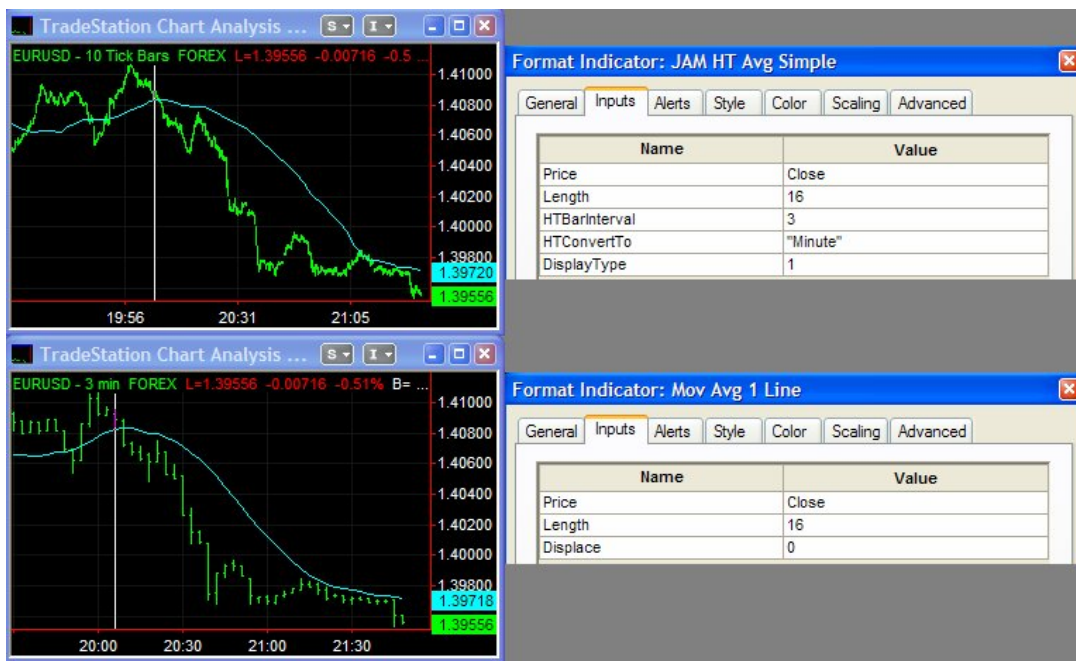 TradeStation Chart Analysis ... S I
EURUSD - 10 Tick Bars FOREX L=1.39556 -0.00716 -0.5 ...
1.41000
1.40800
1.40600
1.40400
1.40200
1.40000
1.39800
1.39720
1.39556
19:56 20:31 21:05
Format Indicator: JAM HT Avg Simple
General Inputs Alerts Style Color Scaling Advanced
Name Value
Price Close
Length 16
HTBarInterval 3
HTConvertTo "Minute"
DisplayType 1
TradeStation Chart Analysis ... S I
EURUSD - 3 min FOREX L=1.39556 -0.00716 -0.51% B= ...
1.41000
1.40800
1.40600
1.40400
1.40200
1.40000
1.39800
1.39718
1.39556
20:00 20:30 21:00 21:30
Format Indicator: Mov Avg 1 Line
General Inputs Alerts Style Color Scaling Advanced
Name Value
Price Close
Length 16
Displace 0